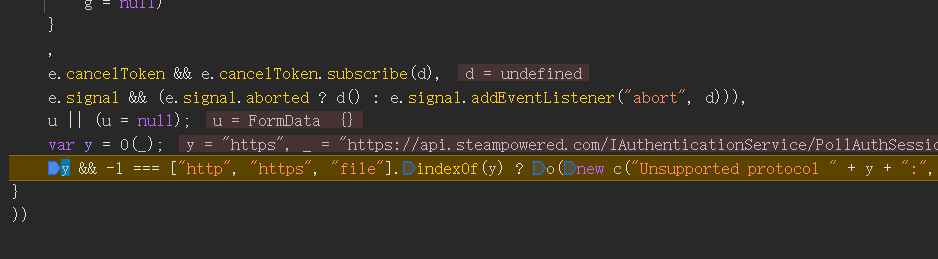 g = null)
}
,
e.cancelToken && e.cancelToken.subscribe(d), d = undefined
e.signal && (e.signal.aborted ? d() : e.signal.addEventListener("abort", d))),
u || (u = null); u = FormData {}
var y = O(_); y = "https", _ = "https://api.steampowered.com/IAuthenticationService/PollAuthSessio
y && -1 === ["http", "https", "file"].indexOf(y) ? o(new c("Unsupported protocol " + y + ":",
}
))